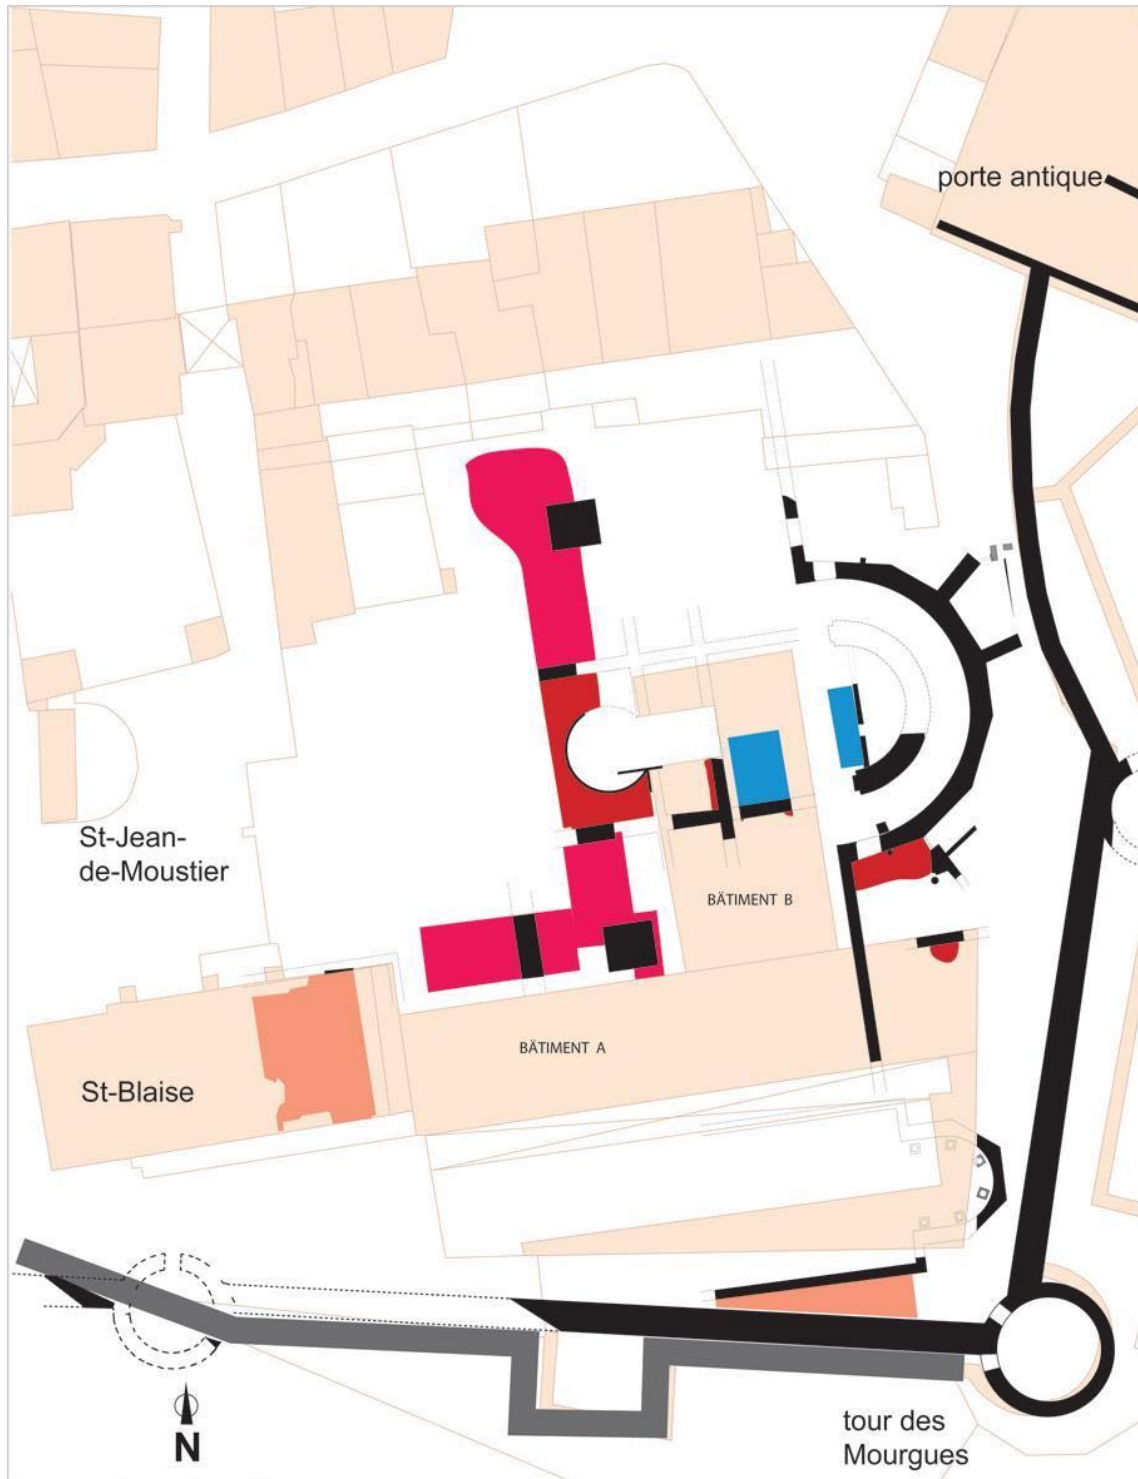 porte antique
St-Jean-
de-Moustier
BÄTIMENT B
BÄTIMENT A
St-Blaise
N
tour des
Mourgues